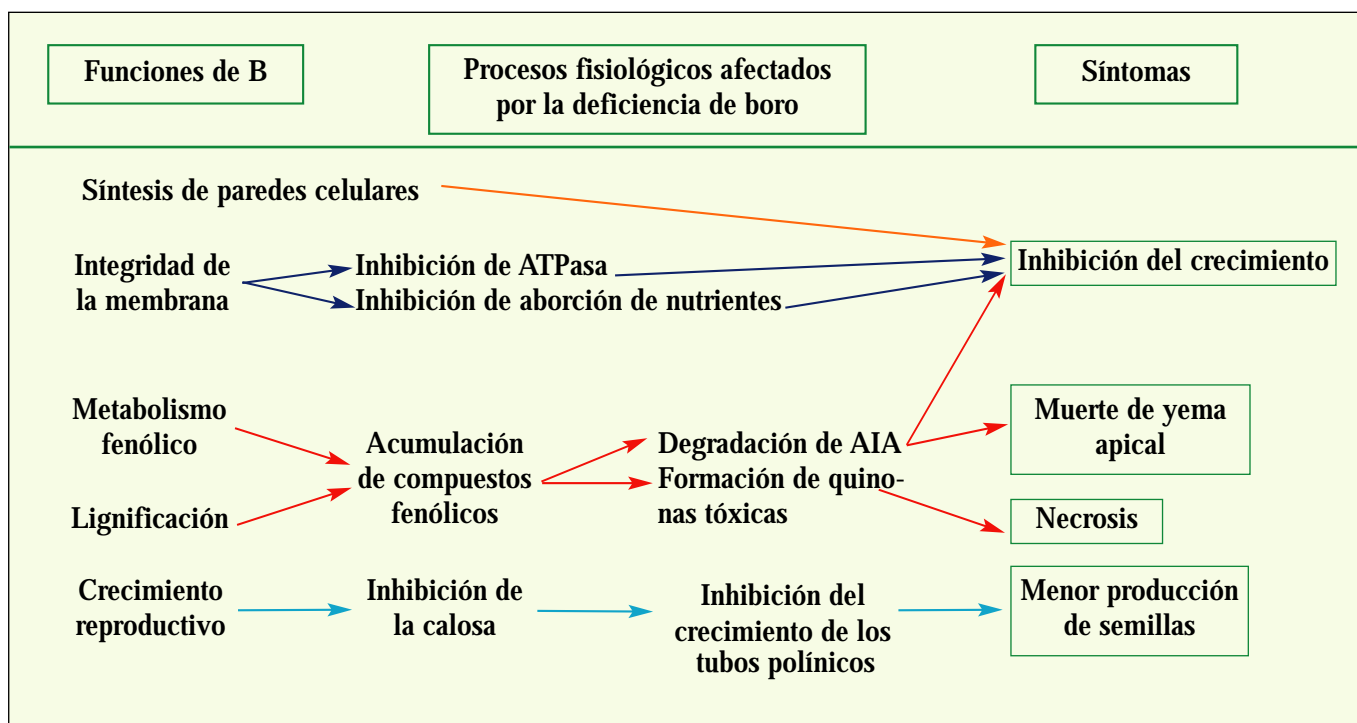 Funciones de B
Procesos fisiológicos afectados
por la deficiencia de boro
Síntomas
Síntesis de paredes celulares
Integridad de
la membrana
Inhibición de ATPasa
Inhibición de aborción de nutrientes
Inhibición del crecimiento
Metabolismo
fenólico
Lignificación
Acumulación
de compuestos
fenólicos
Degradación de AIA
Formación de quino-
nas tóxicas
Muerte de yema
apical
Necrosis
Crecimiento
reproductivo
Inhibición de
la calosa
Inhibición del
crecimiento de los
tubos polínicos
Menor producción
de semillas